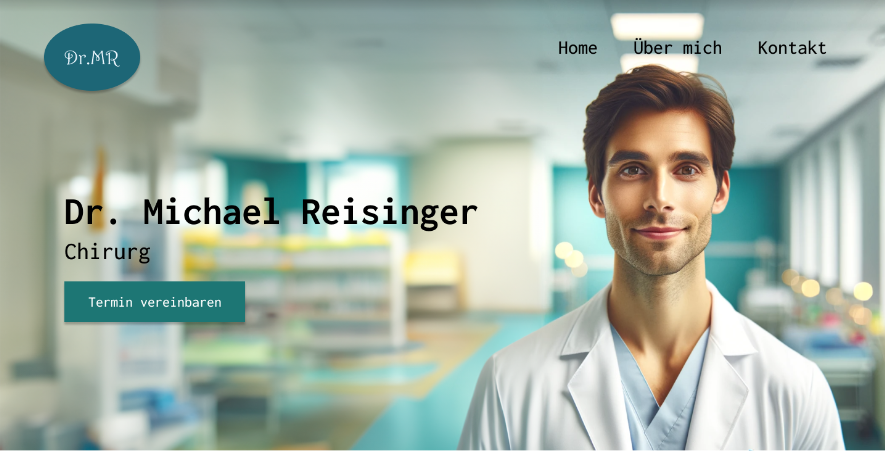 Dr.MR
Home Über mich Kontakt
Dr. Michael Reisinger
Chirurg
Termin vereinbaren